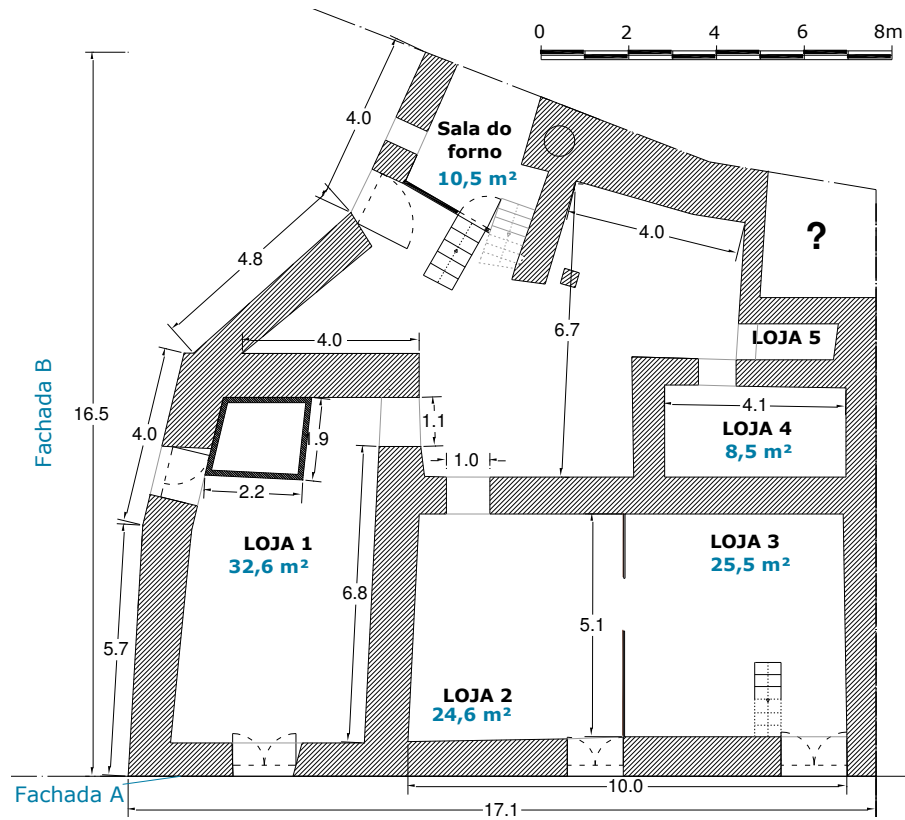 0 2 4 6 8m
4.0
Sala do
forno
10,5 m²
4.0
?
4.8
6.7
4.0
LOJA 5
Fachada B
16.5
4.0
1.9
1.1
4.1
LOJA 4
8,5 m²
1.0
2.2
LOJA 1
32,6 m²
LOJA 3
25,5 m²
6.8
5.1
5.7
LOJA 2
24,6 m²
Fachada A
10.0
17.1